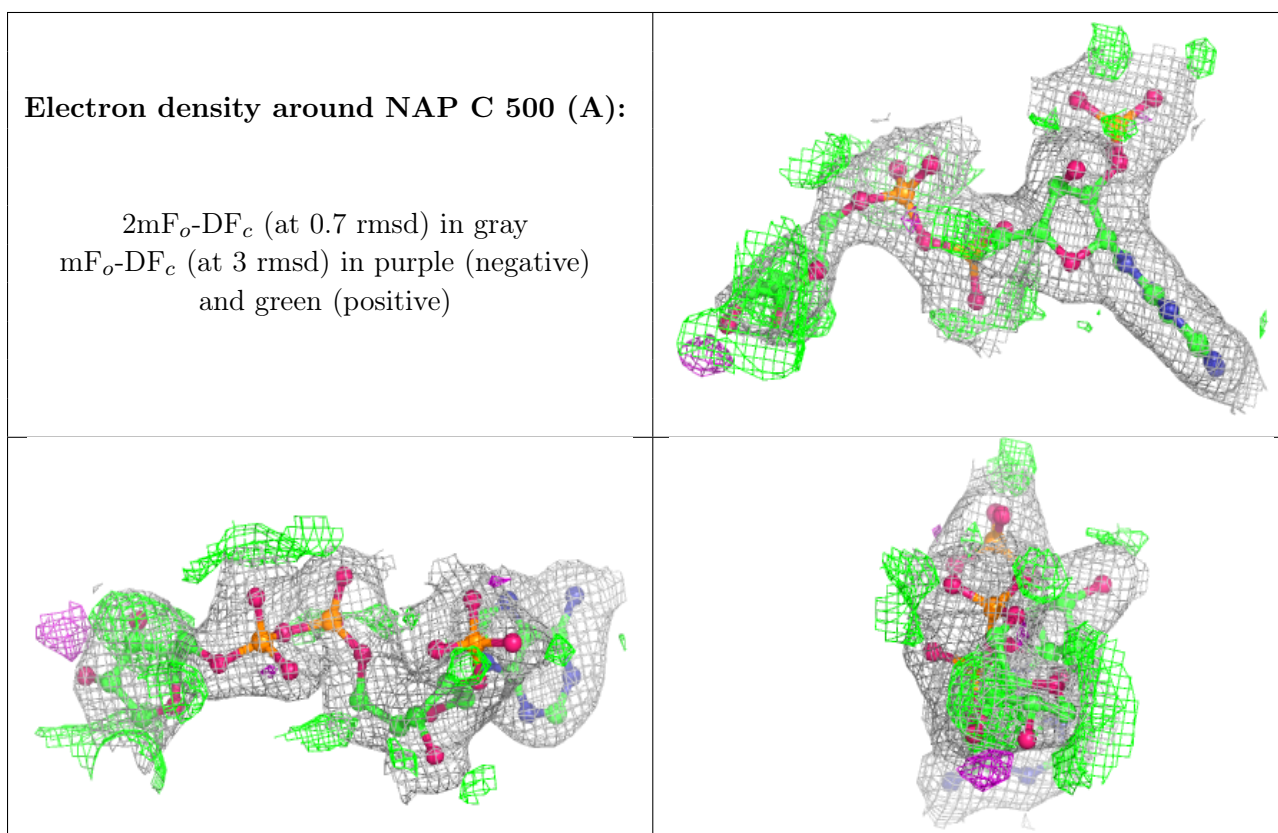 Electron density around NAP C 500 (A):
2mFo-DFc (at 0.7 rmsd) in gray
mFo-DFc (at 3 rmsd) in purple (negative)
and green (positive)